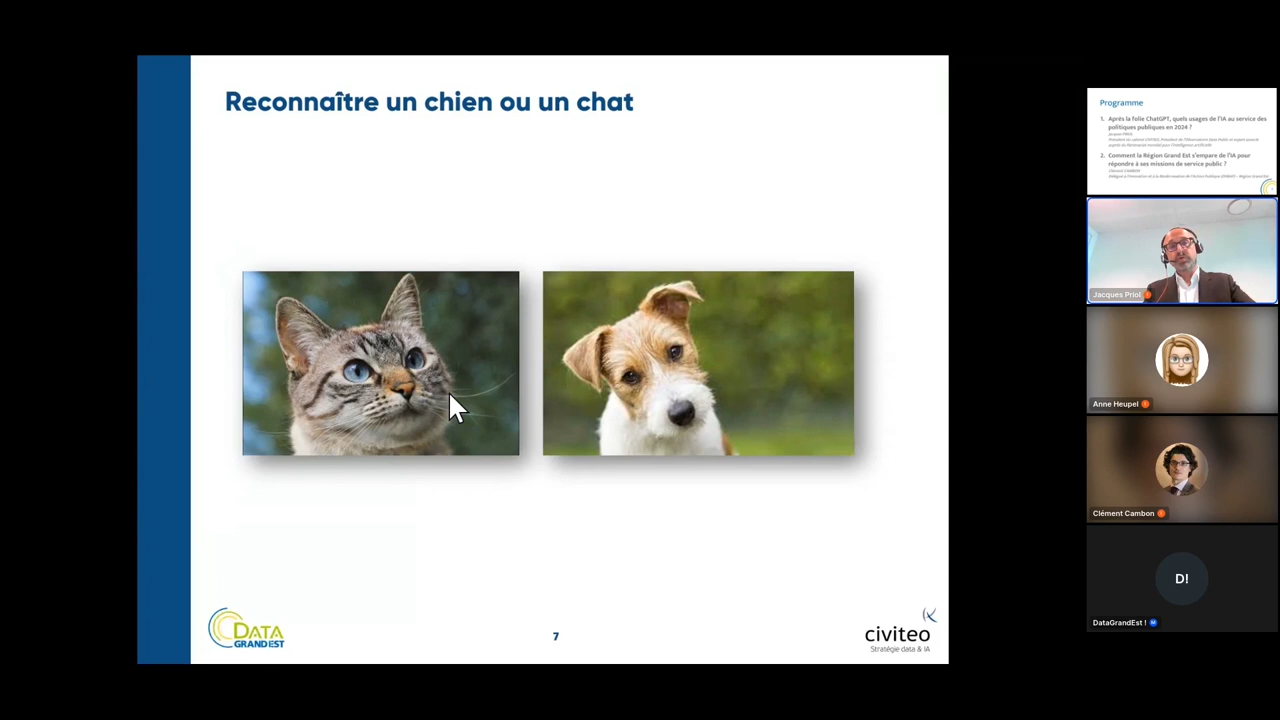 Reconnaître un chien ou un chat
DATA
GRAND EST
7
civiteo
Stratégie data & IA
Programme
1. Après la folie ChatGPT, quels usages de l'IA au service des
politiques publiques en 2024 ?
Jacques PRIOL
2. Comment la Région Grand Est s'empare de l'IA pour
répondre à ses missions de service public ?
Clément CAMBON
Jacques Priol
Anne Heupel
Clément Cambon
D!
DataGrandEst !
M